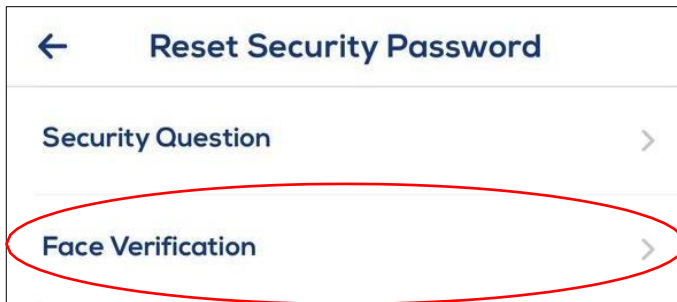 Reset Security Password
Security Question
Face Verification